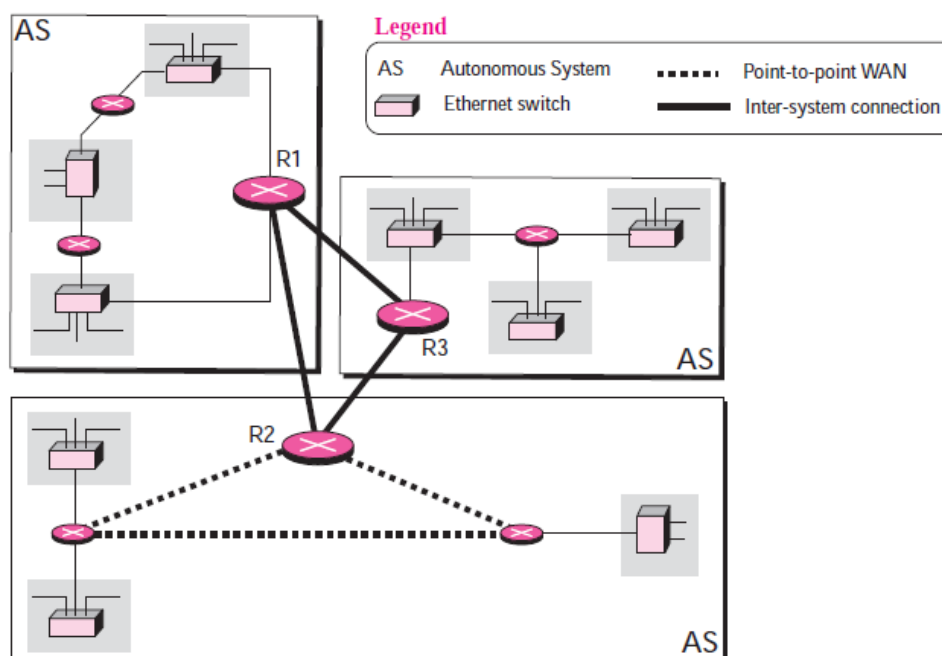 AS
Legend
AS Autonomous System
Point-to-point WAN
Ethernet switch
Inter-system connection
R1
R3
AS
R2
AS